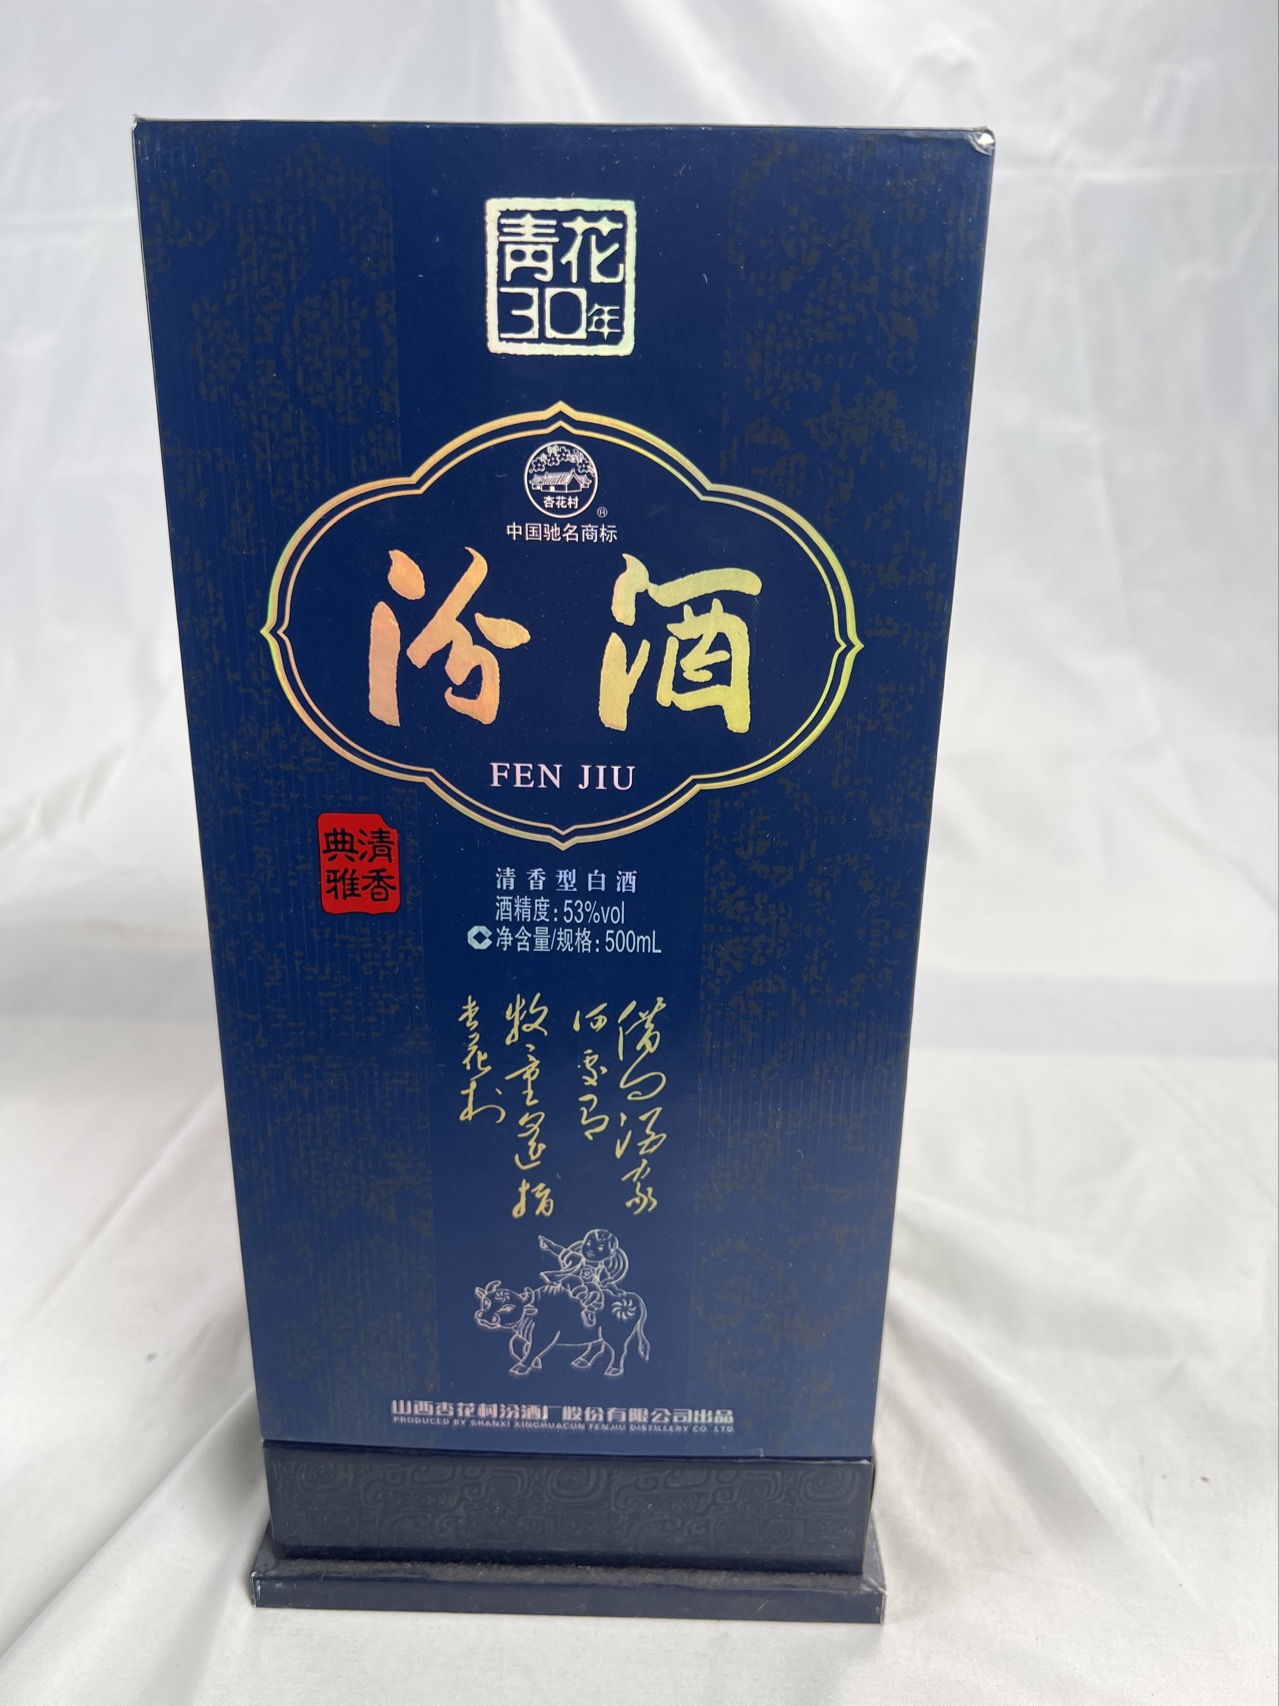 青花
30年
杏花村
®
中国驰名商标
汾酒
FEN JIU
清香
典雅
清香型白酒
酒精度:53%vol
净含量/规格:500mL
借问酒家
何处有
牧童遥指
杏花村
山西杏花村汾酒厂股份有限公司出品
PRODUCED BY SHANXI XINGHUACUN FENJIU DISTILLERY CO LTD